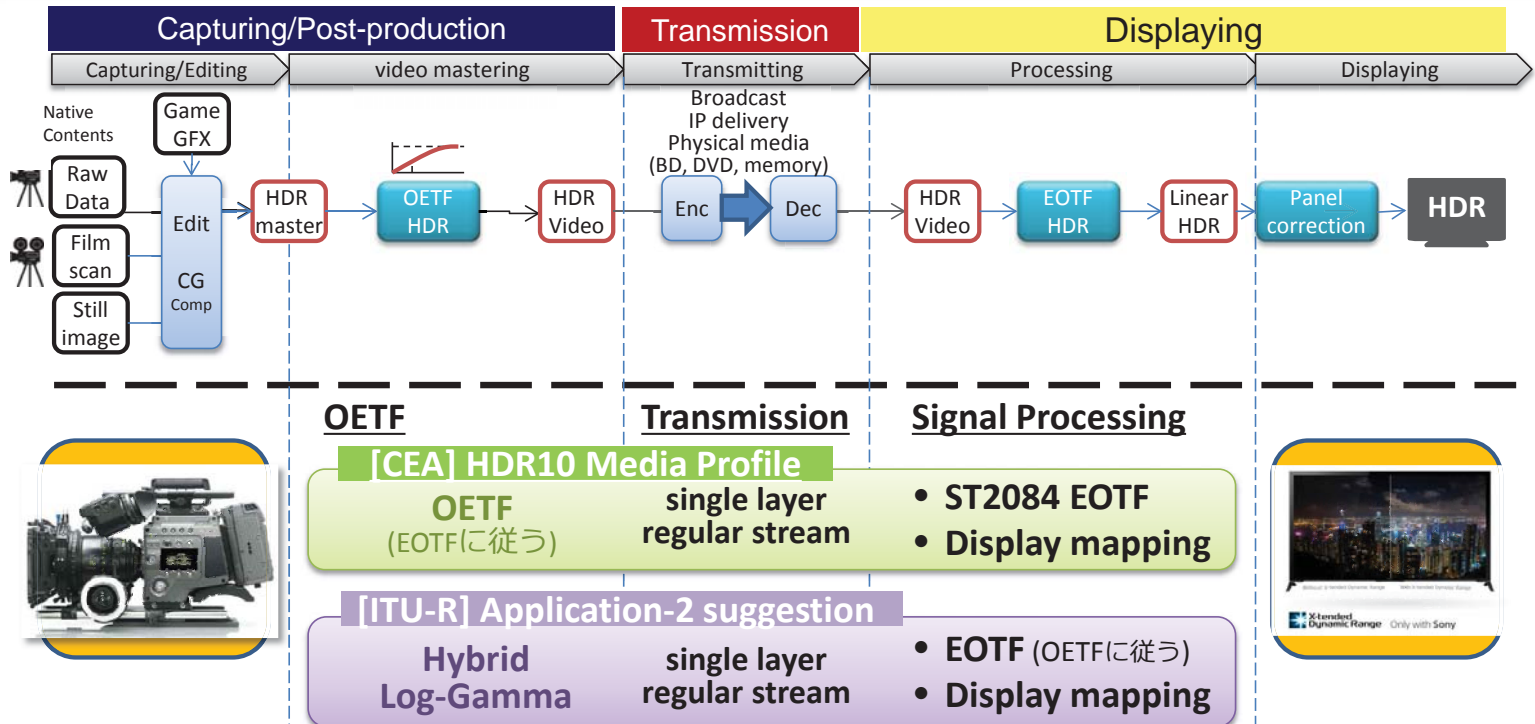 Capturing/Post-production
Transmission
Displaying
Capturing/Editing
video mastering
Transmitting
Processing
Displaying
Native
Contents
Game
GFX
Raw
Data
Film
scan
Still
image
Edit
CG
Comp
HDR
master
OETF
HDR
HDR
Video
Broadcast
IP delivery
Physical media
(BD, DVD, memory)
Enc
Dec
HDR
Video
EOTF
HDR
Linear
HDR
Panel
correction
HDR
OETF
Transmission
Signal Processing
[CEA] HDR10 Media Profile
OETF
(EOTFに従う)
single layer
regular stream
• ST2084 EOTF
• Display mapping
[ITU-R] Application-2 suggestion
Hybrid
Log-Gamma
single layer
regular stream
• EOTF (OETFに従う)
• Display mapping
X-tended
Dynamic Range Only with Sony